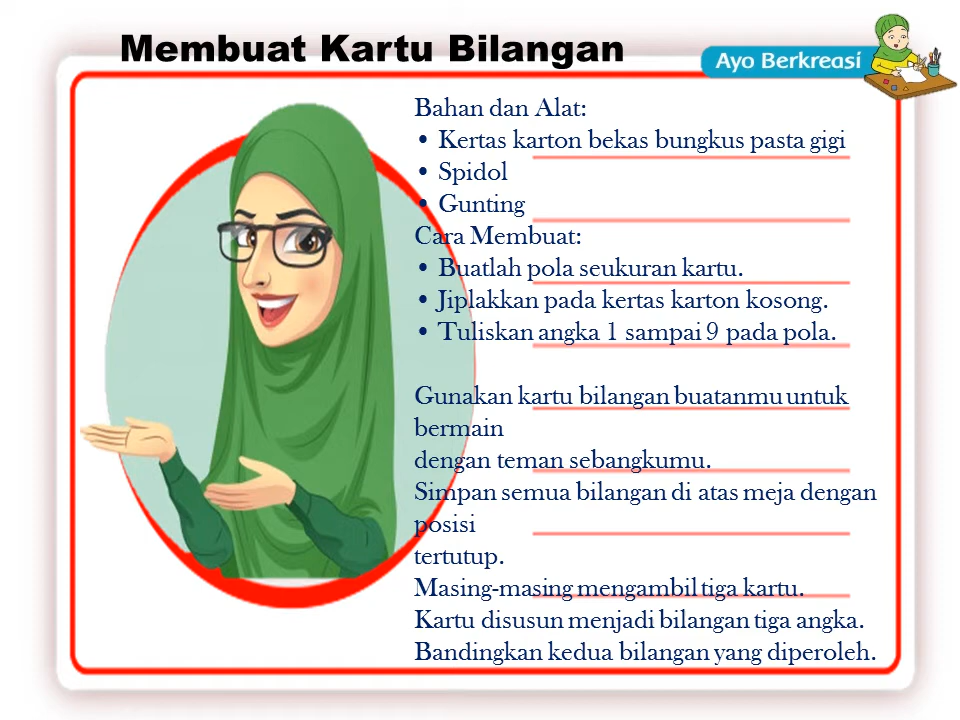 Membuat Kartu Bilangan
Ayo Berkreasi
Bahan dan Alat:
• Kertas karton bekas bungkus pasta gigi
• Spidol
• Gunting
Cara Membuat:
• Buatlah pola seukuran kartu.
• Jiplakkan pada kertas karton kosong.
• Tuliskan angka 1 sampai 9 pada pola.
Gunakan kartu bilangan buatanmu untuk
bermain
dengan teman sebangkumu.
Simpan semua bilangan di atas meja dengan
posisi
tertutup.
Masing-masing mengambil tiga kartu.
Kartu disusun menjadi bilangan tiga angka.
Bandingkan kedua bilangan yang diperoleh.